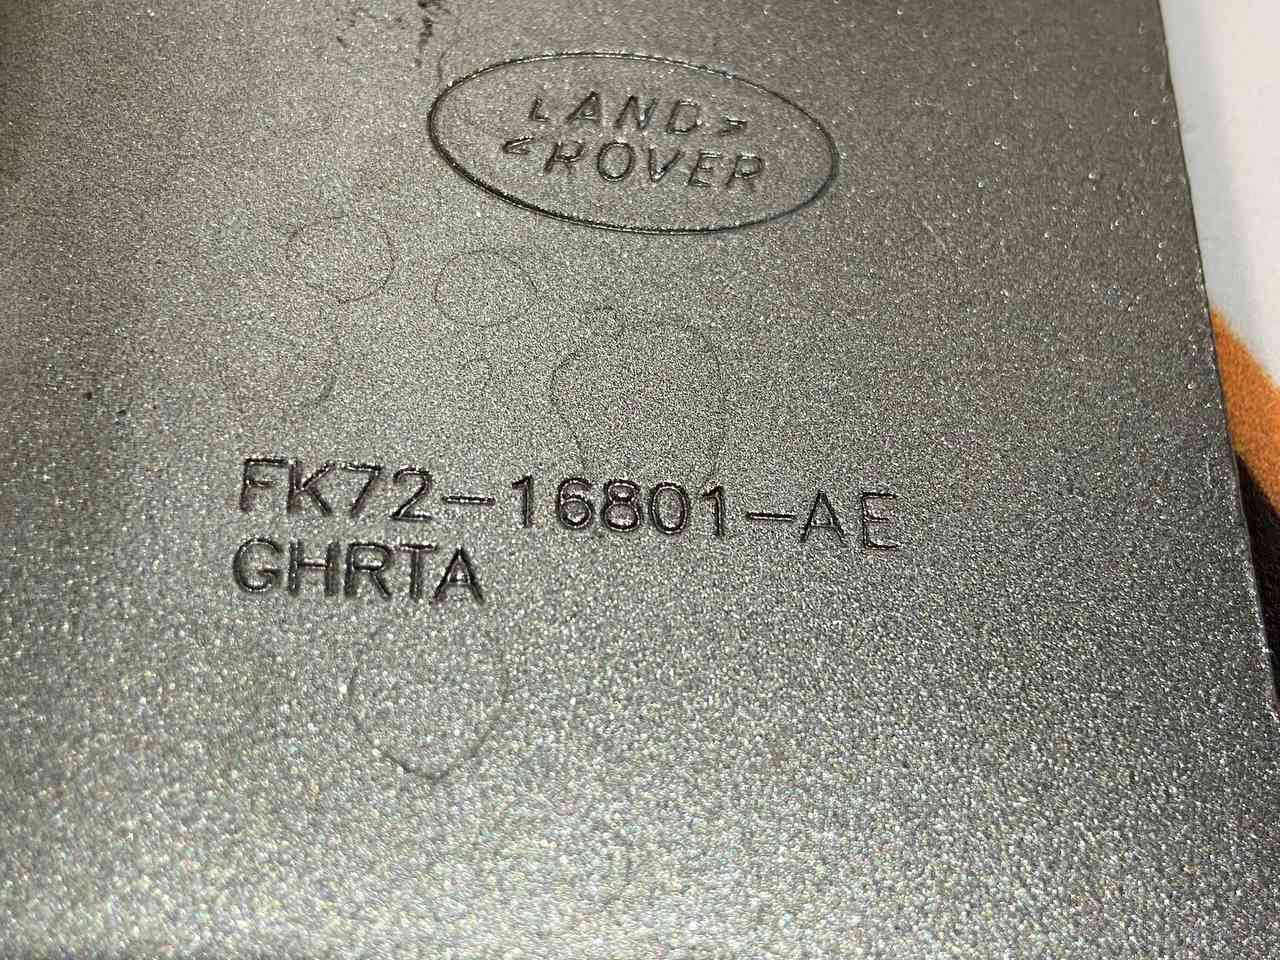 LAND
ROVER
FK72-16801-AE
GHRTA